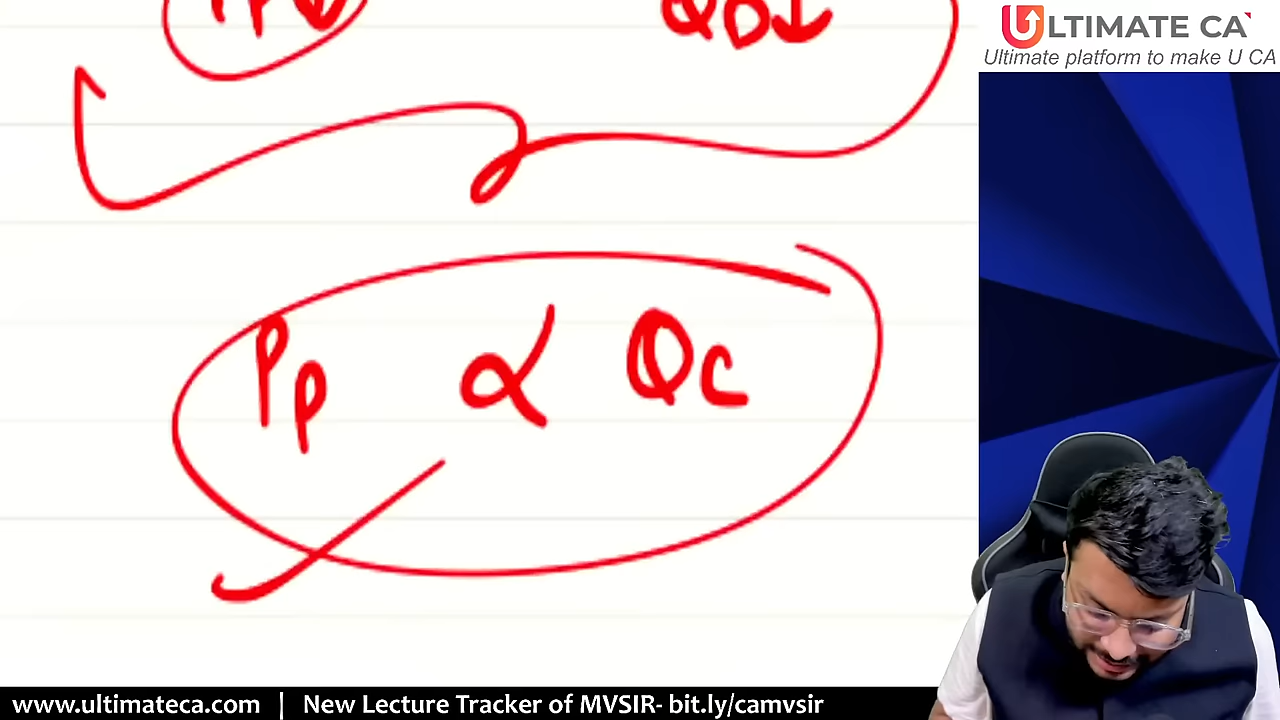 ULTIMATE CA
Ultimate platform to make U CA
QD↓
Pp ∝ Qc
www.ultimateca.com | New Lecture Tracker of MVSIR- bit.ly/camvsir